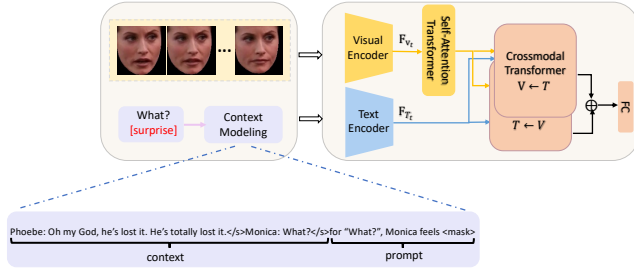 What?
[surprise]
Context
Modeling
Visual
Encoder
F_{v_t}
Self-Attention
Transformer
Text
Encoder
F_{T_t}
Crossmodal
Transformer
V ← T
T ← V
FC
Phoebe: Oh my God, he's lost it. He's totally lost it.</s>Monica: What?</s>for “What?”, Monica feels <mask>
context
prompt